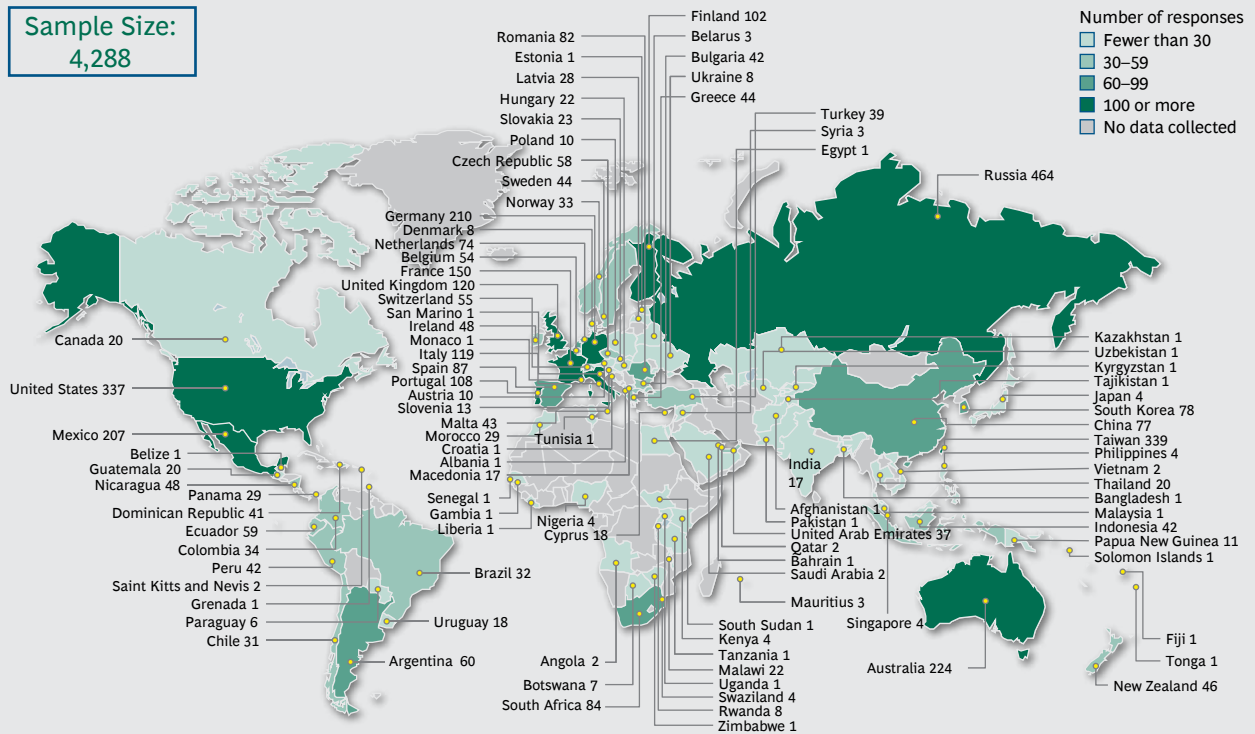 Sample Size:
4,288
Number of responses
Fewer than 30
30–59
60–99
100 or more
No data collected
Finland 102
Romania 82
Belarus 3
Estonia 1
Bulgaria 42
Latvia 28
Ukraine 8
Hungary 22
Greece 44
Slovakia 23
Turkey 39
Poland 10
Syria 3
Czech Republic 58
Egypt 1
Sweden 44
Russia 464
Norway 33
Germany 210
Denmark 8
Netherlands 74
Belgium 54
France 150
United Kingdom 120
Switzerland 55
San Marino 1
Ireland 48
Monaco 1
Italy 119
Spain 87
Portugal 108
Austria 10
Slovenia 13
Malta 43
Morocco 29
Tunisia 1
Croatia 1
Albania 1
Macedonia 17
Senegal 1
Gambia 1
Liberia 1
Nigeria 4
Cyprus 18
Canada 20
United States 337
Mexico 207
Belize 1
Guatemala 20
Nicaragua 48
Panama 29
Dominican Republic 41
Ecuador 59
Colombia 34
Peru 42
Saint Kitts and Nevis 2
Grenada 1
Paraguay 6
Chile 31
Brazil 32
Uruguay 18
Argentina 60
Kazakhstan 1
Uzbekistan 1
Kyrgyzstan 1
Tajikistan 1
Japan 4
South Korea 78
China 77
Taiwan 339
Philippines 4
Vietnam 2
Thailand 20
Bangladesh 1
Malaysia 1
Indonesia 42
Papua New Guinea 11
Solomon Islands 1
India
17
Afghanistan 1
Pakistan 1
United Arab Emirates 37
Qatar 2
Bahrain 1
Saudi Arabia 2
Mauritius 3
Singapore 4
South Sudan 1
Kenya 4
Tanzania 1
Malawi 22
Uganda 1
Swaziland 4
Rwanda 8
Zimbabwe 1
Angola 2
Botswana 7
South Africa 84
Australia 224
Fiji 1
Tonga 1
New Zealand 46